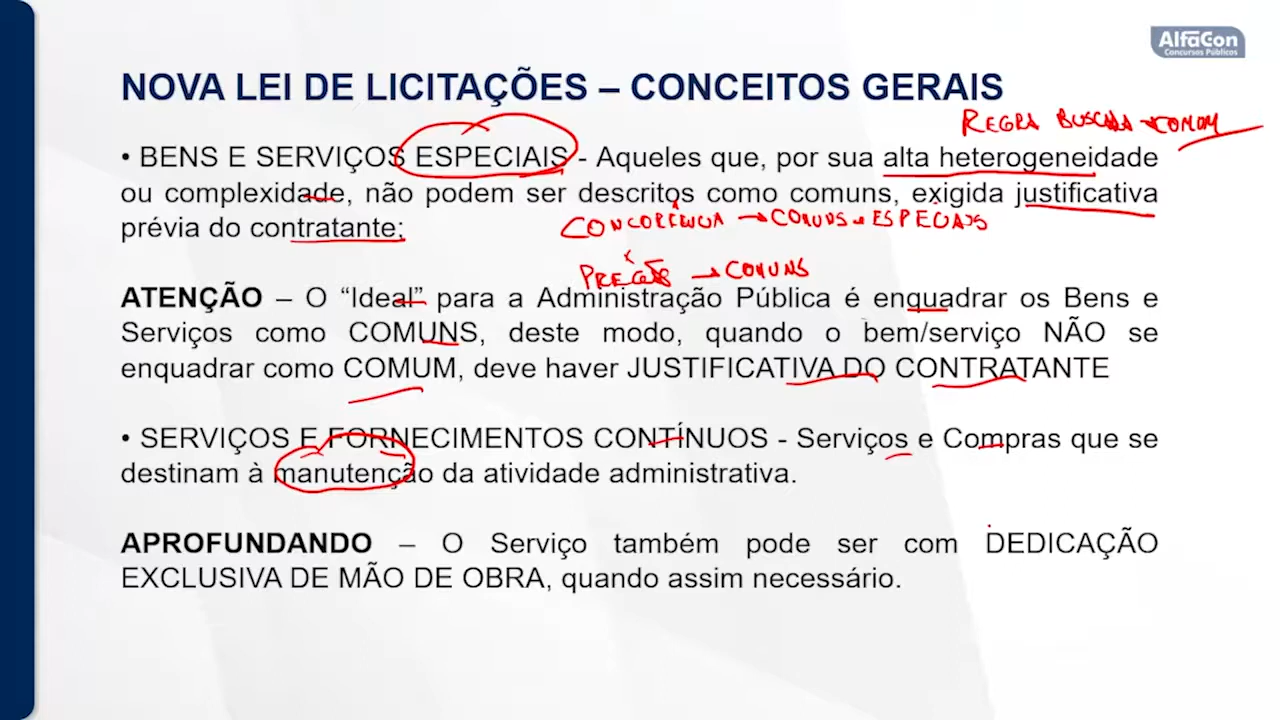 AlfaCon
Concursos Públicos
NOVA LEI DE LICITAÇÕES – CONCEITOS GERAIS
REGRA BUSCADA → COMUM
• BENS E SERVIÇOS ESPECIAIS - Aqueles que, por sua alta heterogeneidade
ou complexidade, não podem ser descritos como comuns, exigida justificativa
prévia do contratante;
CONCORÊNCIA → COMUNS e ESPECIAIS
x
PREGÃO → COMUNS
ATENÇÃO – O “Ideal” para a Administração Pública é enquadrar os Bens e
Serviços como COMUNS, deste modo, quando o bem/serviço NÃO se
enquadrar como COMUM, deve haver JUSTIFICATIVA DO CONTRATANTE
• SERVIÇOS E FORNECIMENTOS CONTÍNUOS - Serviços e Compras que se
destinam à manutenção da atividade administrativa.
APROFUNDANDO – O Serviço também pode ser com DEDICAÇÃO
EXCLUSIVA DE MÃO DE OBRA, quando assim necessário.